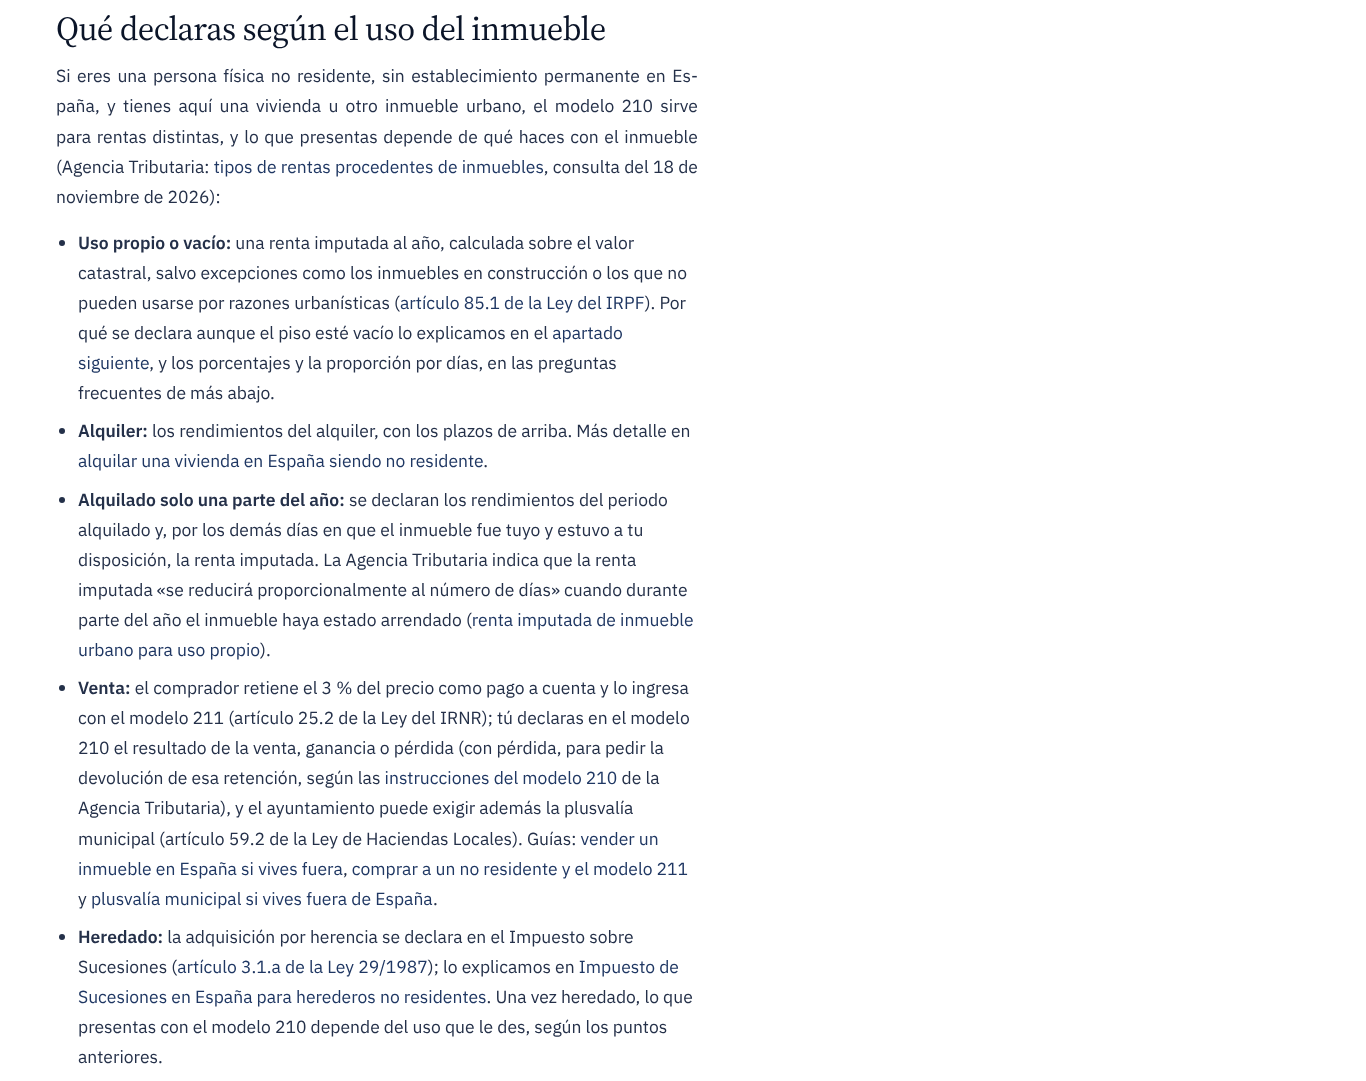 Qué declaras según el uso del inmueble
Si eres una persona física no residente, sin establecimiento permanente en Es-
paña, y tienes aquí una vivienda u otro inmueble urbano, el modelo 210 sirve
para rentas distintas, y lo que presentas depende de qué haces con el inmueble
(Agencia Tributaria: tipos de rentas procedentes de inmuebles, consulta del 18 de
noviembre de 2026):
• Uso propio o vacío: una renta imputada al año, calculada sobre el valor
catastral, salvo excepciones como los inmuebles en construcción o los que no
pueden usarse por razones urbanísticas (artículo 85.1 de la Ley del IRPF). Por
qué se declara aunque el piso esté vacío lo explicamos en el apartado
siguiente, y los porcentajes y la proporción por días, en las preguntas
frecuentes de más abajo.
• Alquiler: los rendimientos del alquiler, con los plazos de arriba. Más detalle en
alquilar una vivienda en España siendo no residente.
• Alquilado solo una parte del año: se declaran los rendimientos del periodo
alquilado y, por los demás días en que el inmueble fue tuyo y estuvo a tu
disposición, la renta imputada. La Agencia Tributaria indica que la renta
imputada «se reducirá proporcionalmente al número de días» cuando durante
parte del año el inmueble haya estado arrendado (renta imputada de inmueble
urbano para uso propio).
• Venta: el comprador retiene el 3 % del precio como pago a cuenta y lo ingresa
con el modelo 211 (artículo 25.2 de la Ley del IRNR); tú declaras en el modelo
210 el resultado de la venta, ganancia o pérdida (con pérdida, para pedir la
devolución de esa retención, según las instrucciones del modelo 210 de la
Agencia Tributaria), y el ayuntamiento puede exigir además la plusvalía
municipal (artículo 59.2 de la Ley de Haciendas Locales). Guías: vender un
inmueble en España si vives fuera, comprar a un no residente y el modelo 211
y plusvalía municipal si vives fuera de España.
• Heredado: la adquisición por herencia se declara en el Impuesto sobre
Sucesiones (artículo 3.1.a de la Ley 29/1987); lo explicamos en Impuesto de
Sucesiones en España para herederos no residentes. Una vez heredado, lo que
presentas con el modelo 210 depende del uso que le des, según los puntos
anteriores.